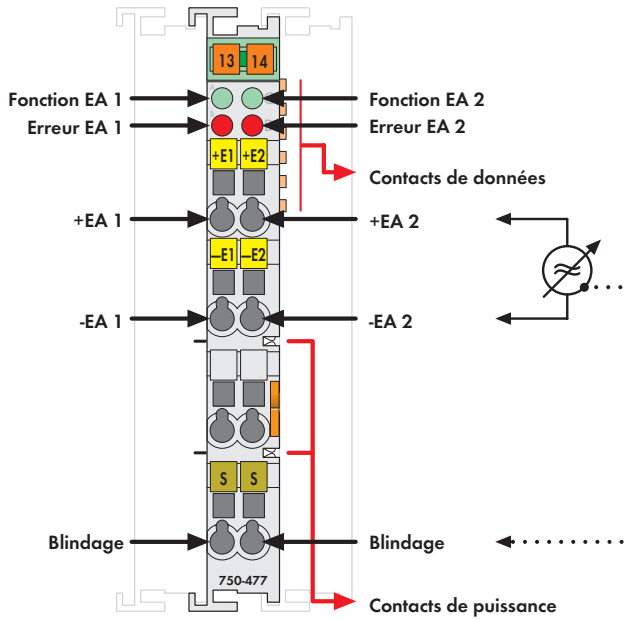 13 14
Fonction EA 1
Fonction EA 2
Erreur EA 1
Erreur EA 2
+E1 +E2
Contacts de données
+EA 1
+EA 2
—E1 —E2
-EA 1
-EA 2
S S
Blindage
Blindage
750-477
Contacts de puissance